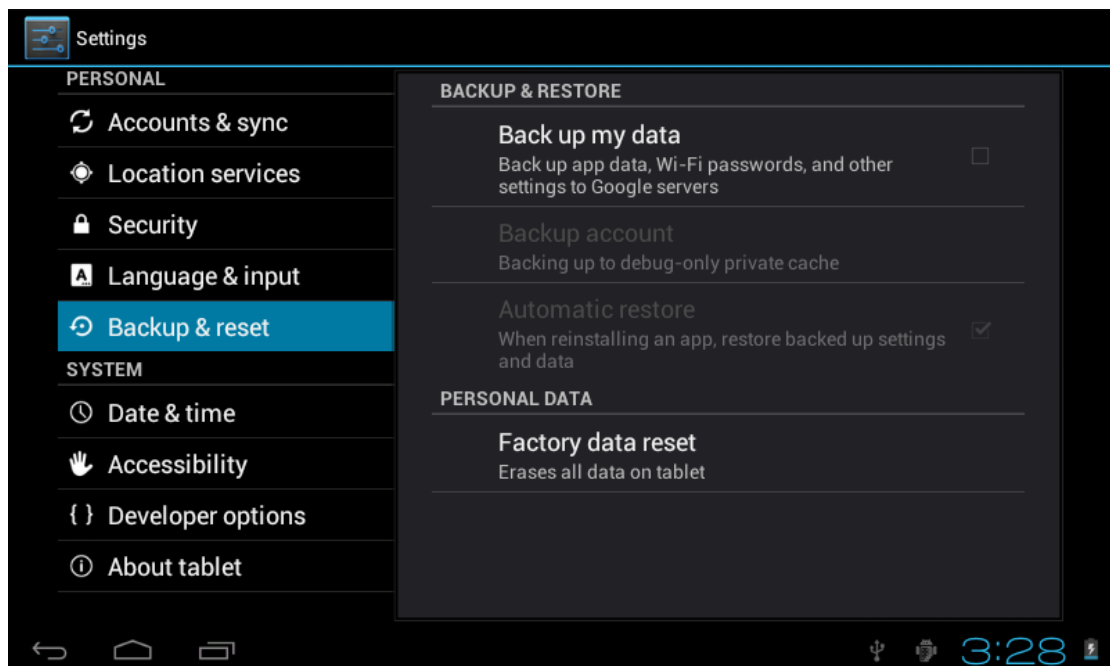 Settings
PERSONAL
Accounts & sync
Location services
Security
Language & input
Backup & reset
SYSTEM
Date & time
Accessibility
{ } Developer options
About tablet
BACKUP & RESTORE
Back up my data
Back up app data, Wi-Fi passwords, and other
settings to Google servers
Backup account
Backing up to debug-only private cache
Automatic restore
When reinstalling an app, restore backed up settings
and data
PERSONAL DATA
Factory data reset
Erases all data on tablet
3:28